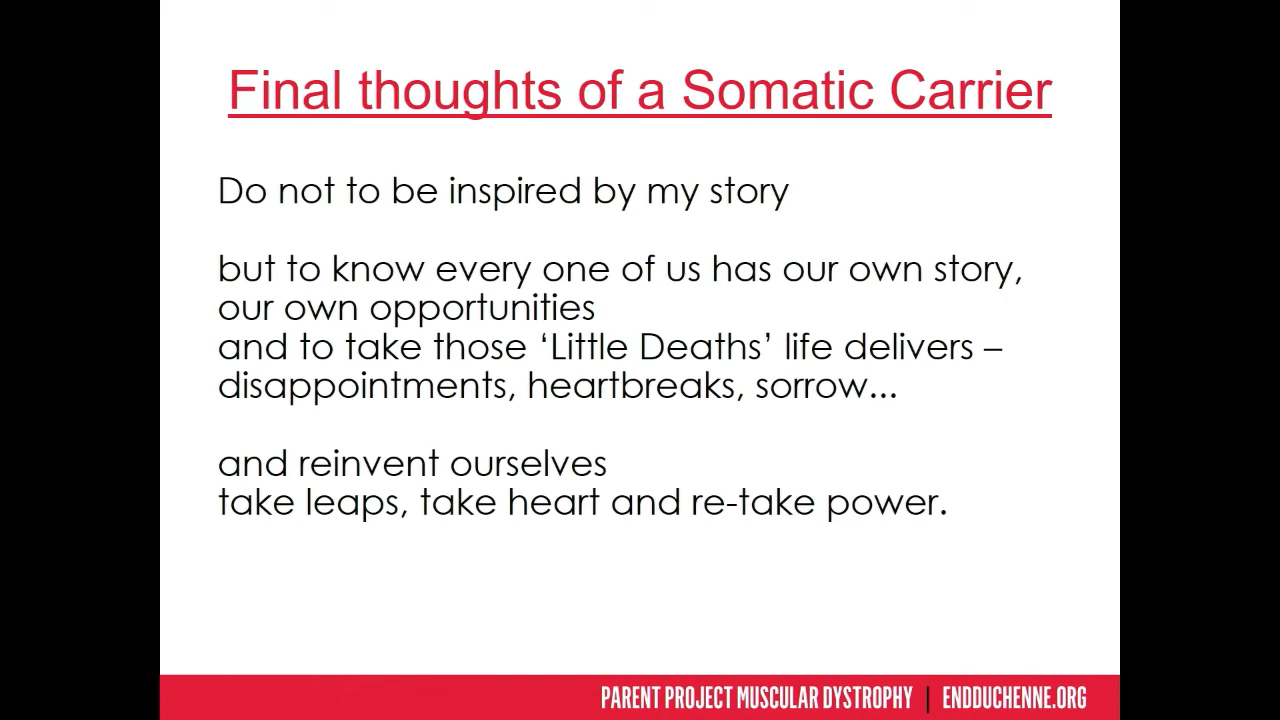 Final thoughts of a Somatic Carrier
Do not to be inspired by my story
but to know every one of us has our own story,
our own opportunities
and to take those ‘Little Deaths’ life delivers –
disappointments, heartbreaks, sorrow...
and reinvent ourselves
take leaps, take heart and re-take power.
PARENT PROJECT MUSCULAR DYSTROPHY | ENDDUCHENNE.ORG